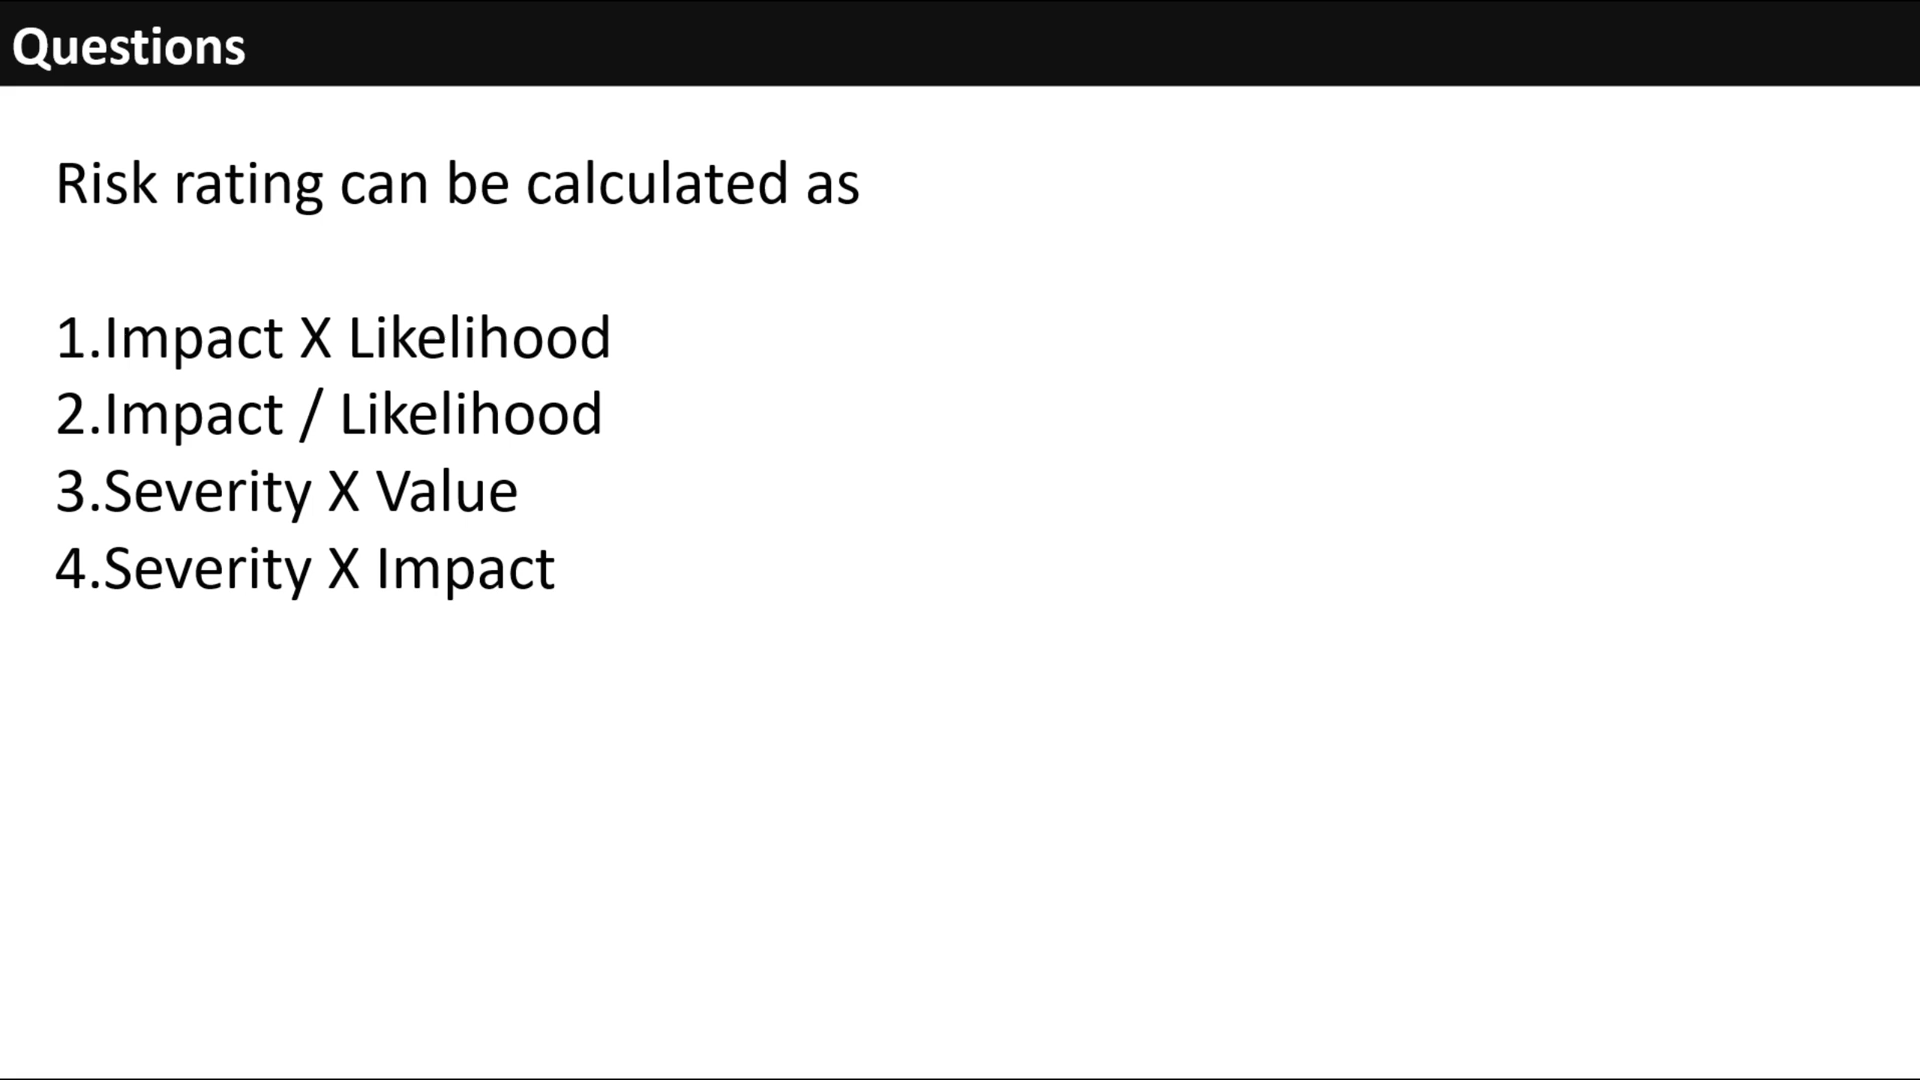 Questions
Risk rating can be calculated as
1.Impact X Likelihood
2.Impact / Likelihood
3.Severity X Value
4.Severity X Impact